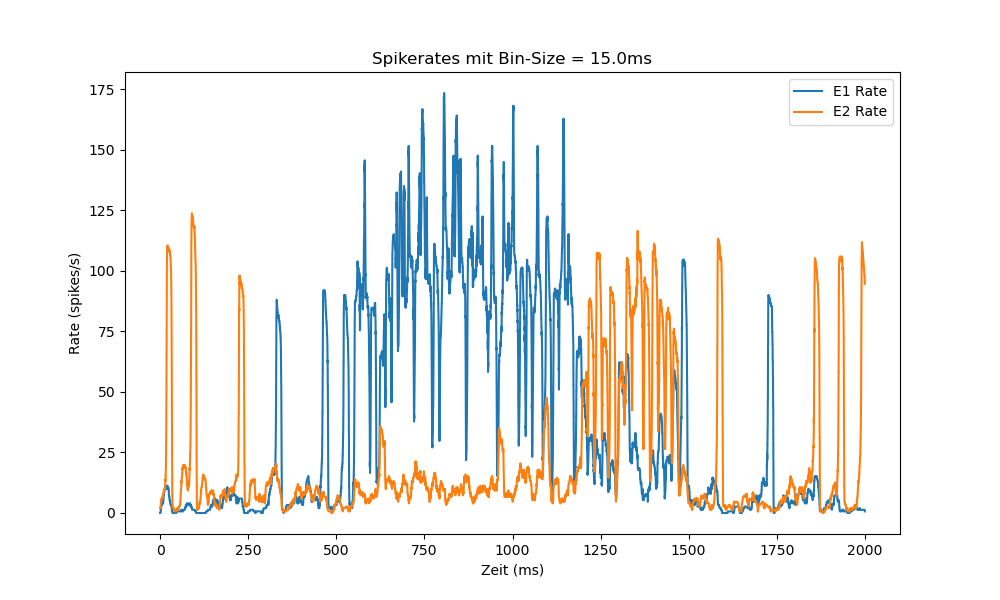 Spikerates mit Bin-Size = 15.0ms
E1 Rate
E2 Rate
175
150
125
100
75
50
25
0
Rate (spikes/s)
0 250 500 750 1000 1250 1500 1750 2000
Zeit (ms)